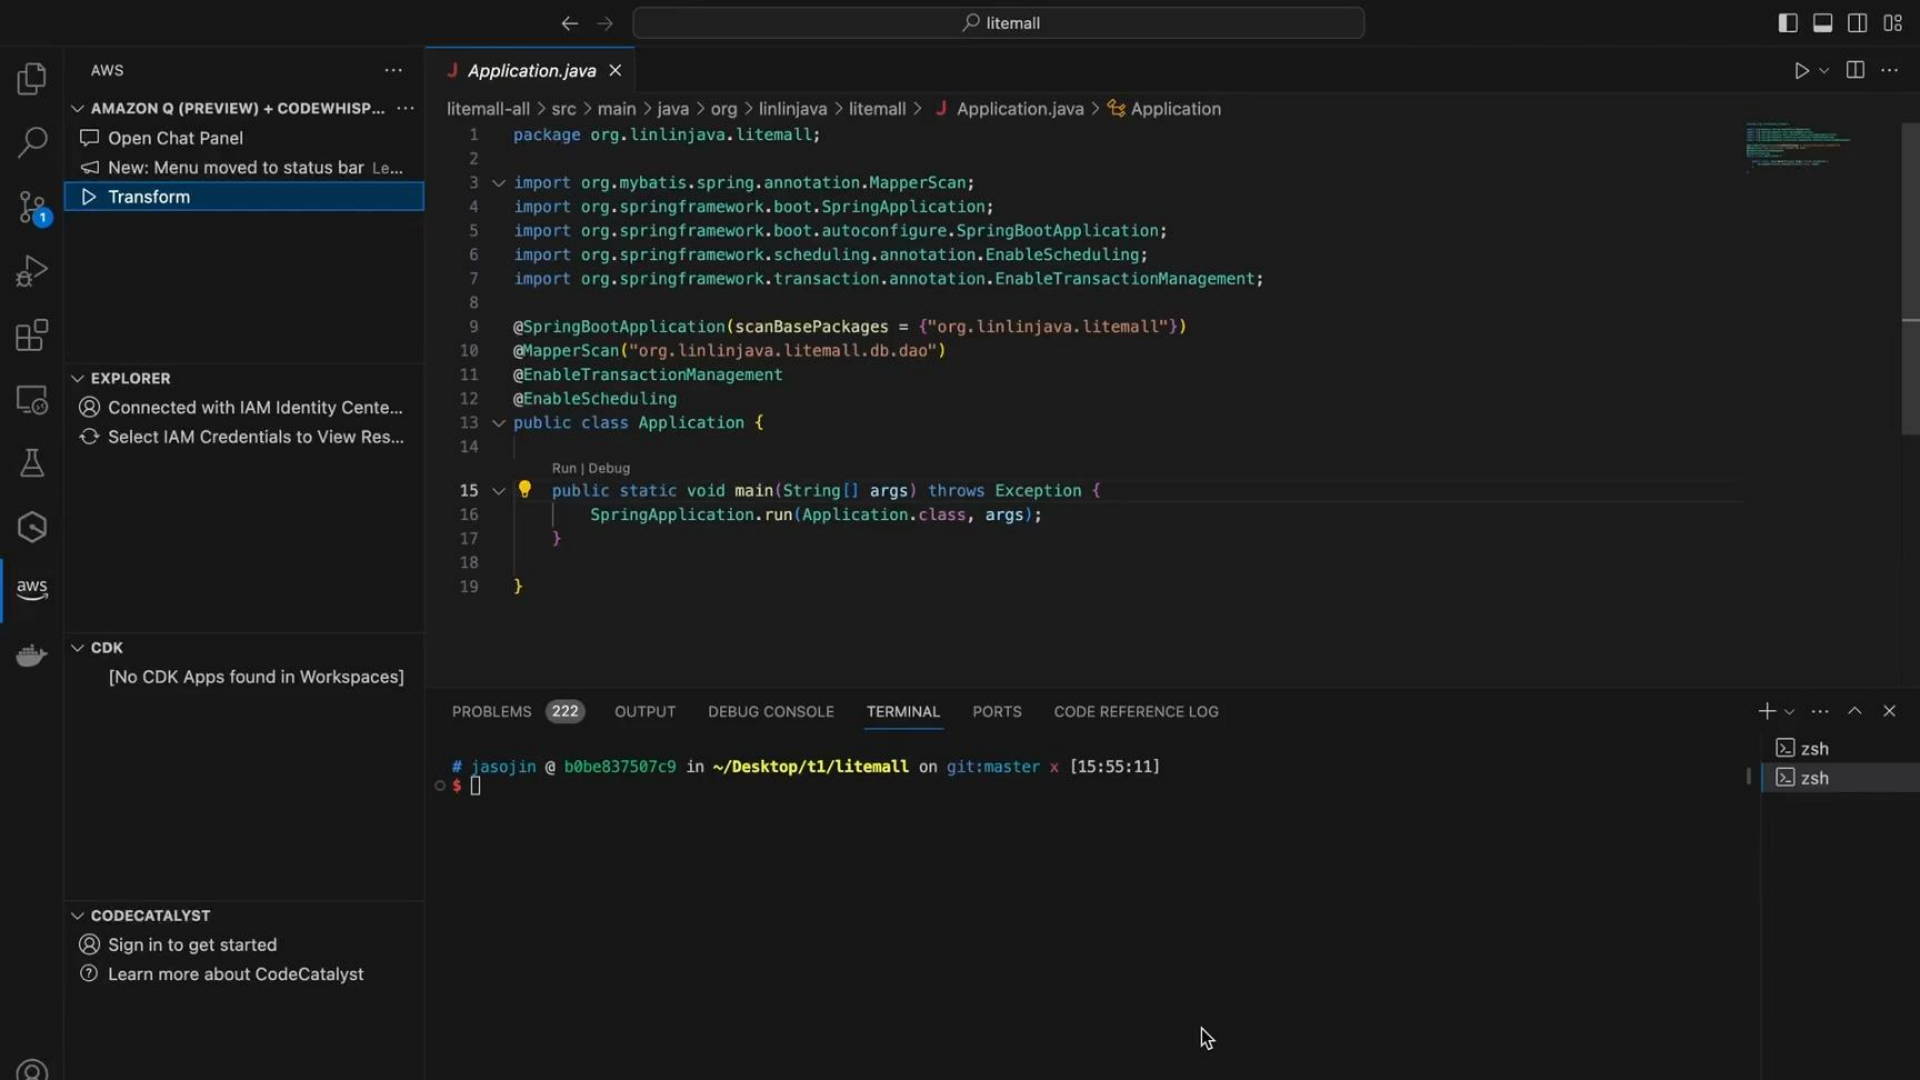 litemall
AWS
AMAZON Q (PREVIEW) + CODEWHISP...
Open Chat Panel
New: Menu moved to status bar Le...
Transform
EXPLORER
Connected with IAM Identity Cente...
Select IAM Credentials to View Res...
CDK
[No CDK Apps found in Workspaces]
CODECATALYST
Sign in to get started
Learn more about CodeCatalyst
1
aws
J Application.java
litemall-all > src > main > java > org > linlinjava > litemall > J Application.java > Application
1 package org.linlinjava.litemall;
2
3 import org.mybatis.spring.annotation.MapperScan;
4 import org.springframework.boot.SpringApplication;
5 import org.springframework.boot.autoconfigure.SpringBootApplication;
6 import org.springframework.scheduling.annotation.EnableScheduling;
7 import org.springframework.transaction.annotation.EnableTransactionManagement;
8
9 @SpringBootApplication(scanBasePackages = {"org.linlinjava.litemall"})
10 @MapperScan("org.linlinjava.litemall.db.dao")
11 @EnableTransactionManagement
12 @EnableScheduling
13 public class Application {
14
Run | Debug
15 public static void main(String[] args) throws Exception {
16 SpringApplication.run(Application.class, args);
17 }
18
19 }
PROBLEMS 222 OUTPUT DEBUG CONSOLE TERMINAL PORTS CODE REFERENCE LOG
# jasojin @ b0be837507c9 in ~/Desktop/t1/litemall on git:master x [15:55:11]
$
zsh
zsh